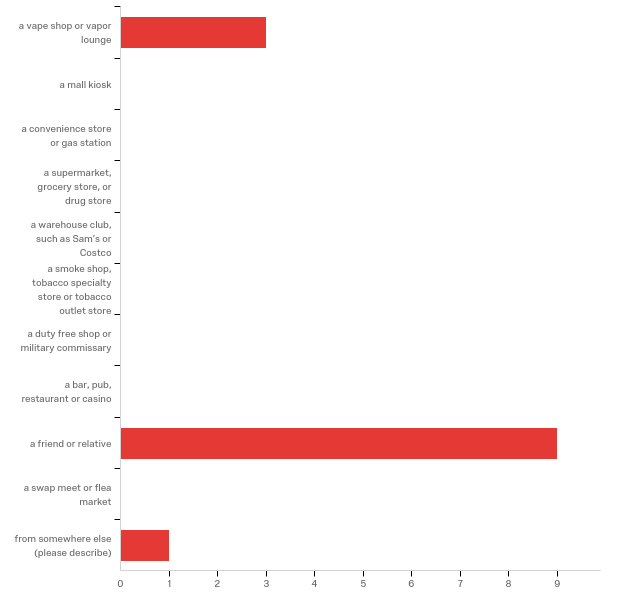 a vape shop or vapor
lounge
a mall kiosk
a convenience store
or gas station
a supermarket,
grocery store, or
drug store
a warehouse club,
such as Sam's or
Costco
a smoke shop,
tobacco specialty
store or tobacco
outlet store
a duty free shop or
military commissary
a bar, pub,
restaurant or casino
a friend or relative
a swap meet or flea
market
from somewhere else
(please describe)
0 1 2 3 4 5 6 7 8 9